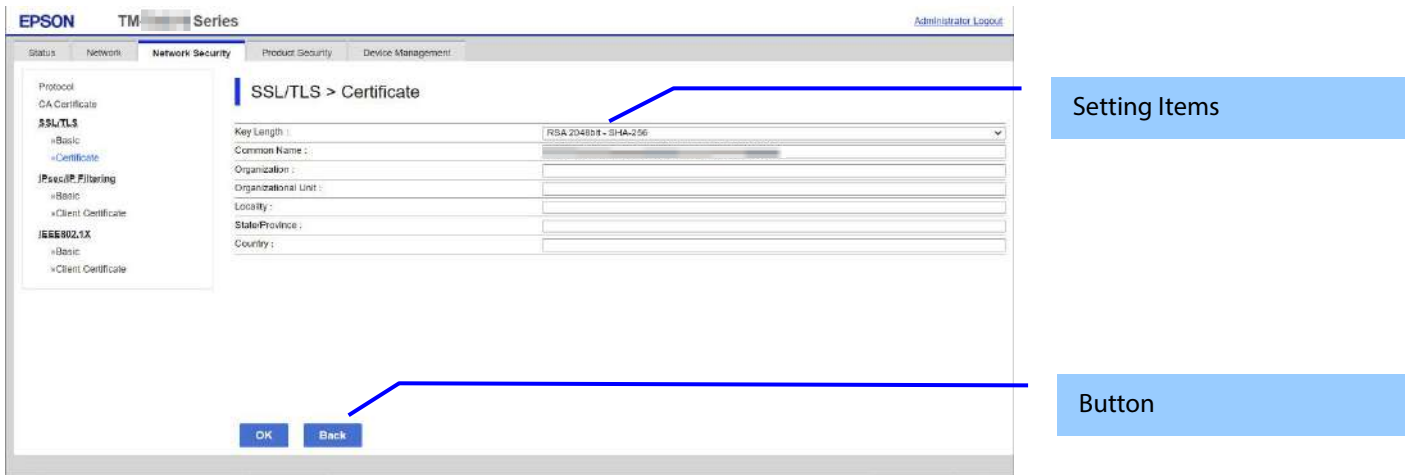 EPSON TM- Series
Administrator Logout
Status Network Network Security Product Security Device Management
Protocol
CA Certificate
SSL/TLS
»Basic
»Certificate
IPsec/IP Filtering
»Basic
»Client Certificate
IEEE802.1X
»Basic
»Client Certificate
SSL/TLS > Certificate
Key Length : RSA 2048bit - SHA-256
Common Name :
Organization :
Organizational Unit :
Locality :
State/Province :
Country :
OK Back
Setting Items
Button